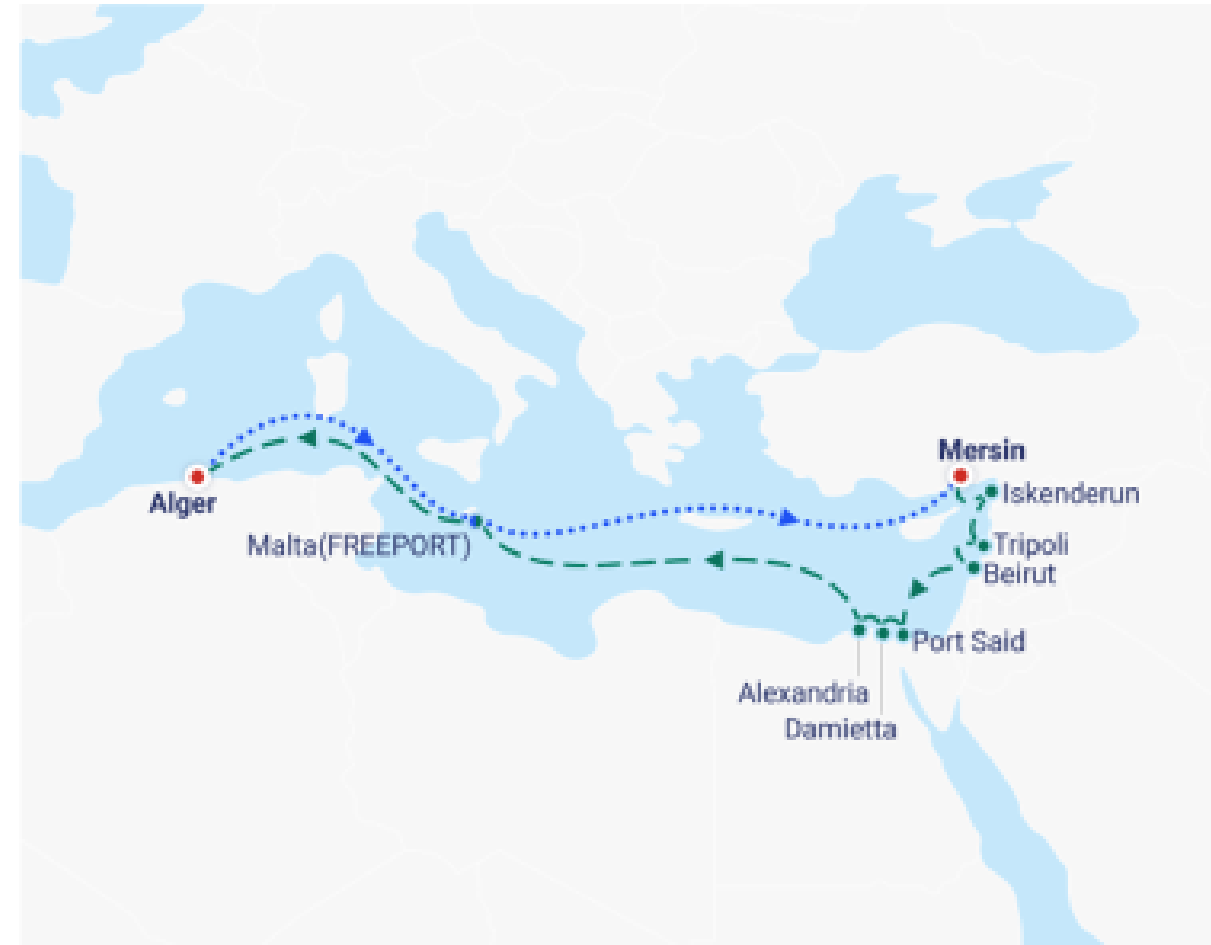 Mersin
Iskenderun
Alger
Malta(FREEPORT)
Tripoli
Beirut
Port Said
Alexandria
Damietta